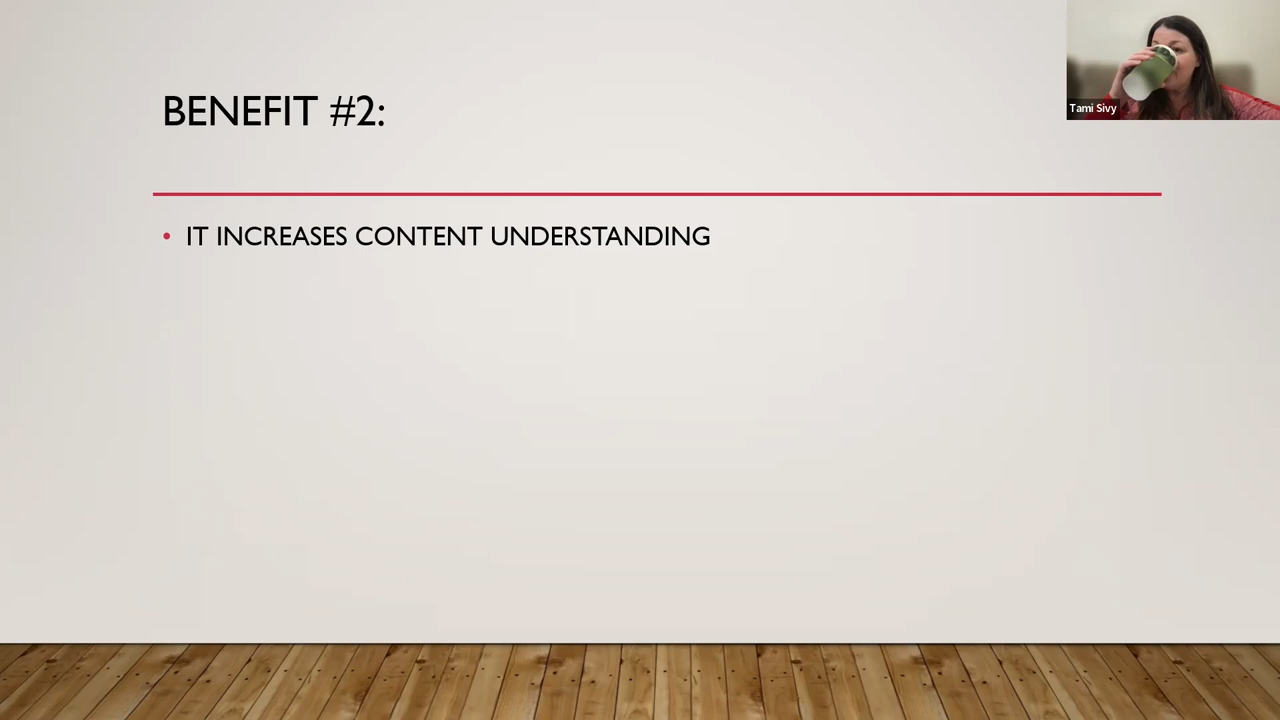 BENEFIT #2:
Tami Sivy
• IT INCREASES CONTENT UNDERSTANDING